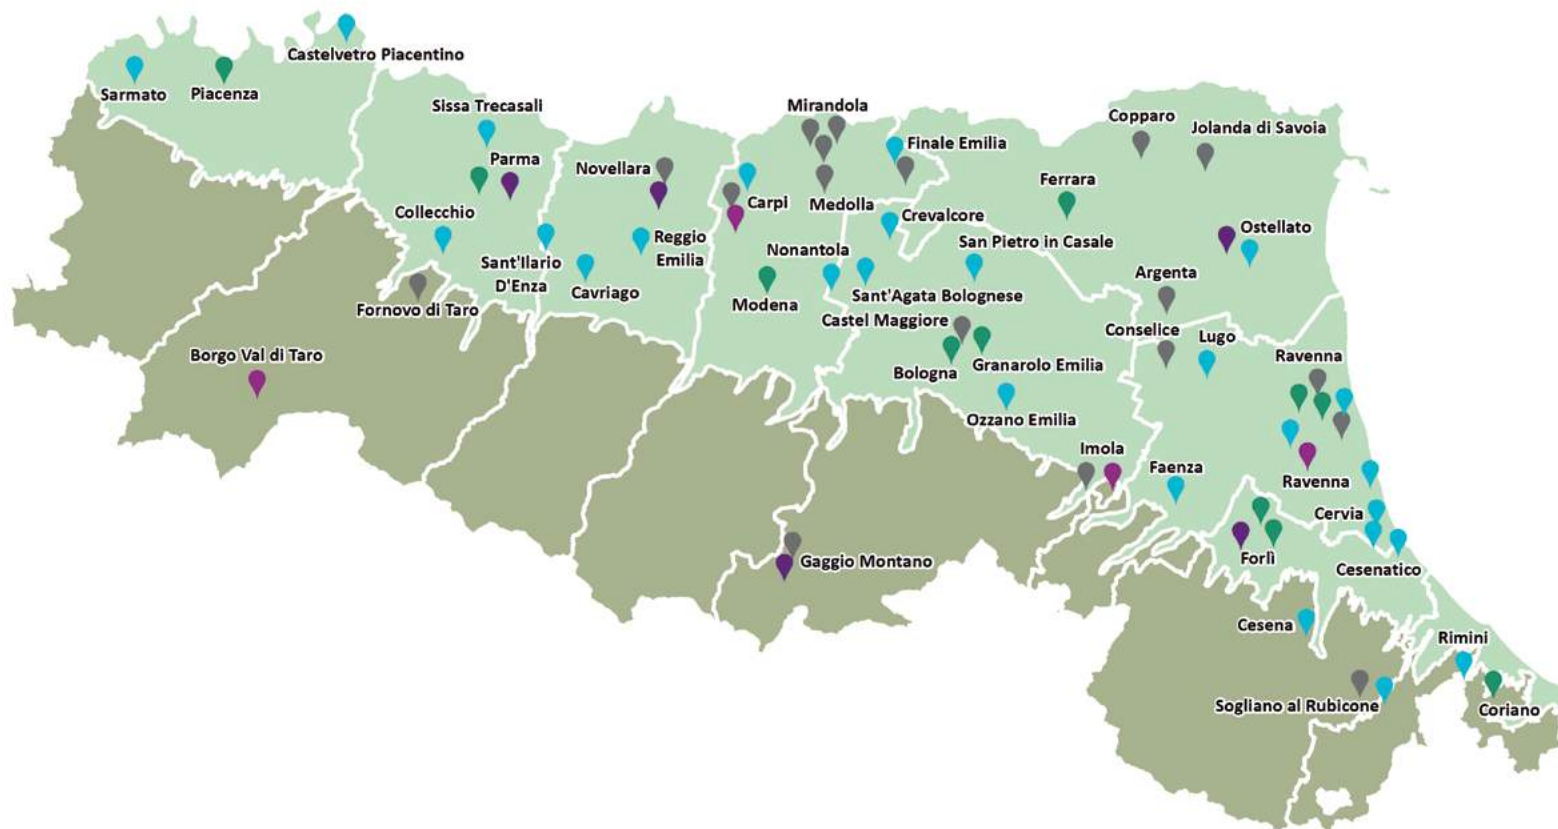 Castelvetro Piacentino
Sarmato
Piacenza
Sissa Trecasali
Parma
Collecchio
Sant'Ilario
D'Enza
Fornovo di Taro
Borgo Val di Taro
Novellara
Reggio
Emilia
Cavriago
Mirandola
Finale Emilia
Carpi
Medolla
Crevalcore
Nonantola
Modena
San Pietro in Casale
Sant'Agata Bolognese
Castel Maggiore
Bologna
Granarolo Emilia
Ozzano Emilia
Imola
Gaggio Montano
Copparo
Jolanda di Savoia
Ferrara
Ostellato
Argenta
Conselice
Lugo
Ravenna
Ravenna
Faenza
Cervia
Forlì
Cesenatico
Cesena
Rimini
Sogliano al Rubicone
Coriano